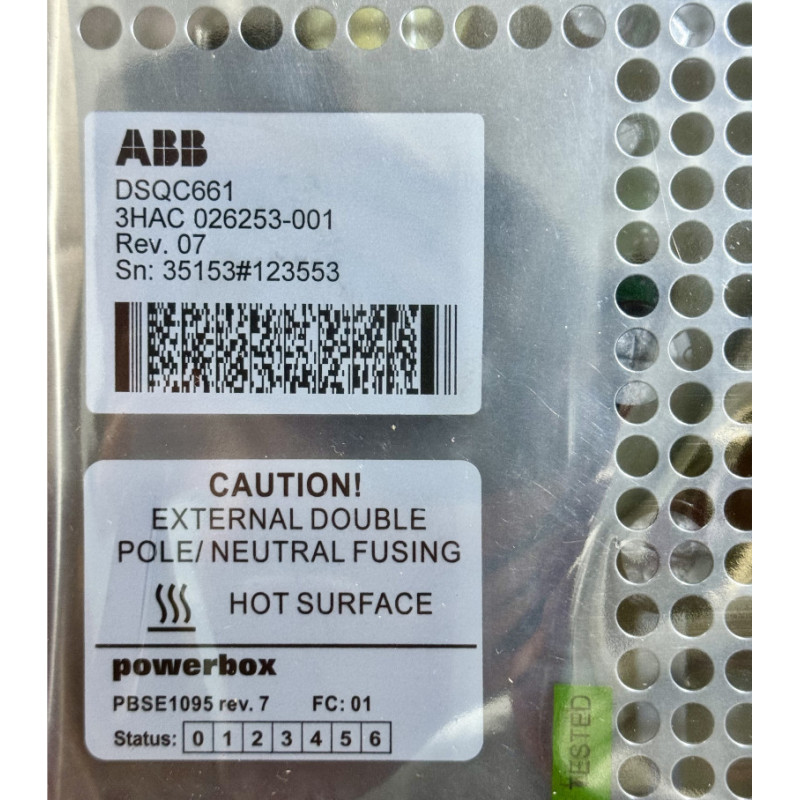 ABB
DSQC661
3HAC 026253-001
Rev. 07
Sn: 35153#123553
CAUTION!
EXTERNAL DOUBLE
POLE/ NEUTRAL FUSING
HOT SURFACE
powerbox
PBSE1095 rev. 7 FC: 01
Status: 0 1 2 3 4 5 6
TESTED